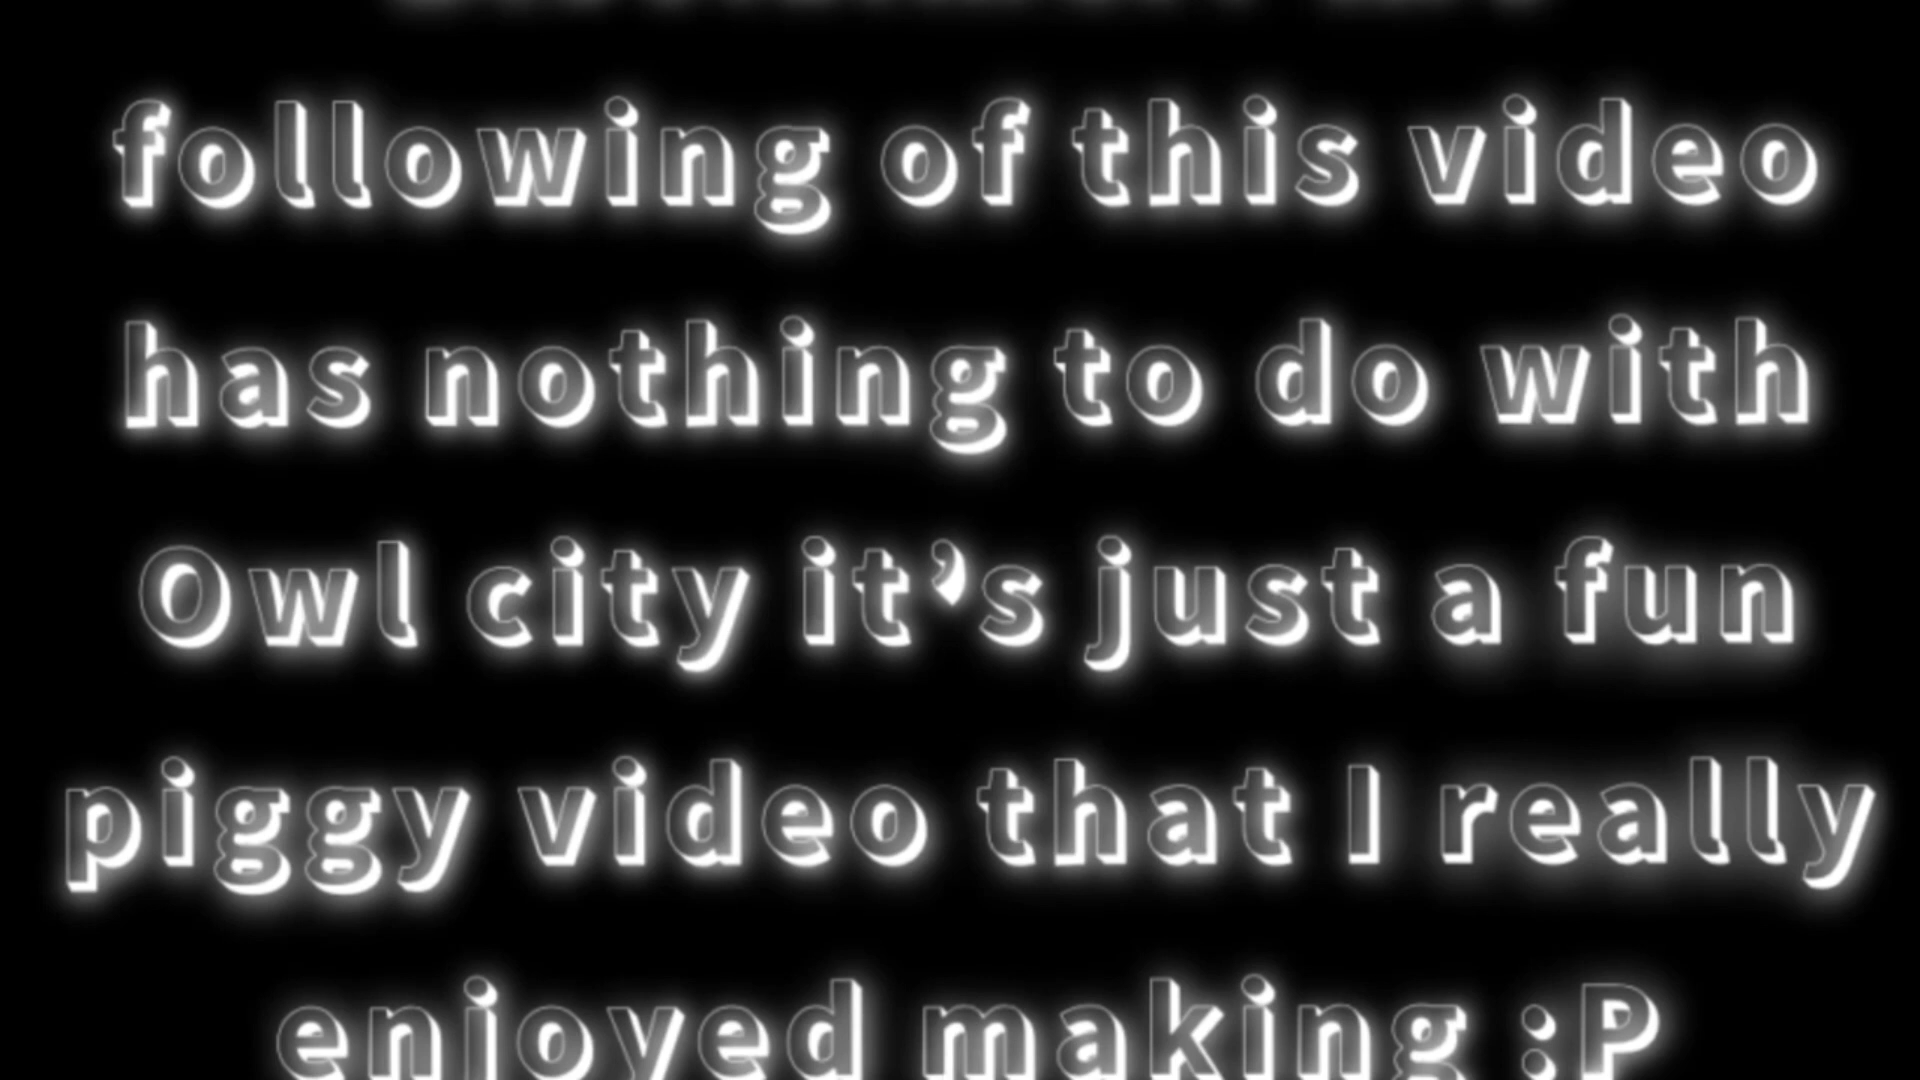 following of this video
has nothing to do with
Owl city it’s just a fun
piggy video that I really
enjoyed making :P